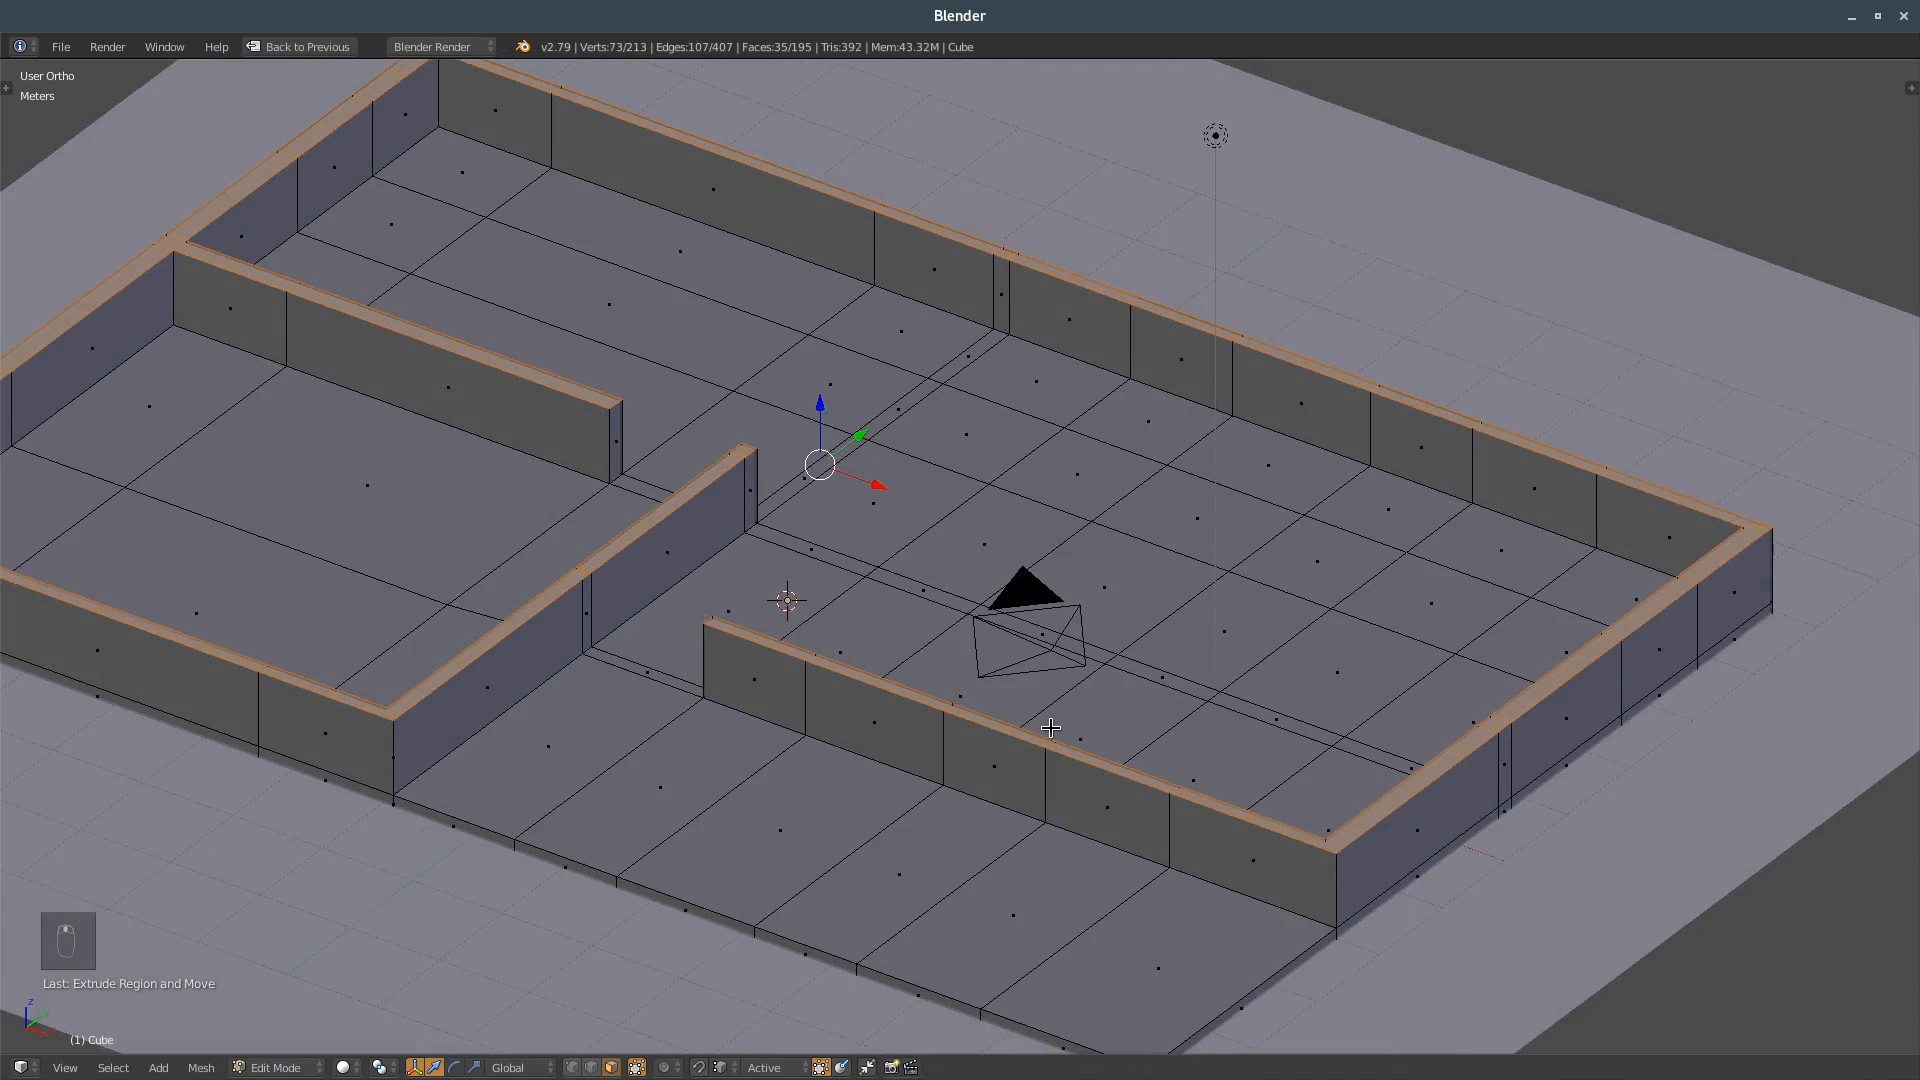 Blender
File Render Window Help Back to Previous Blender Render v2.79 | Verts:73/213 | Edges:107/407 | Faces:35/195 | Tris:392 | Mem:43.32M | Cube
User Ortho
Meters
Last: Extrude Region and Move
z
(1) Cube
View Select Add Mesh Edit Mode Global Active